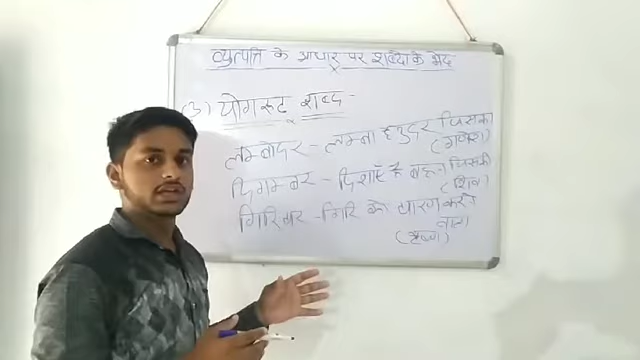 व्युत्पत्ति के आधार पर शब्दों के भेद
(3) योगरूढ़ शब्द -
लम्बोदर - लम्बा है उदर जिसका
(गणेश)
दिगम्बर - दिशाएँ है वस्त्र जिसके
(शिव)
गिरिधर - गिरि को धारण करने
वाला
(कृष्ण)